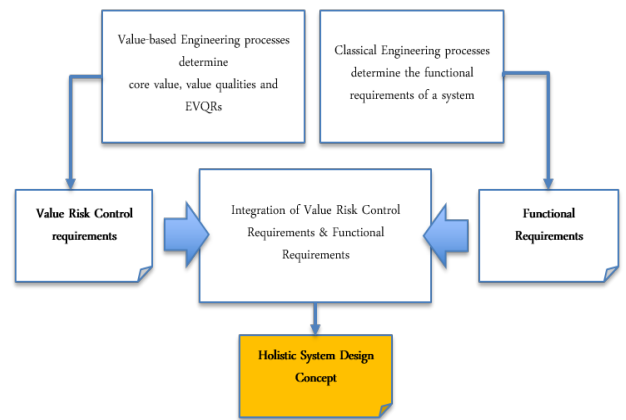 Value-based Engineering processes
determine
core value, value qualities and
EVQRs
Classical Engineering processes
determine the functional
requirements of a system
Value Risk Control
requirements
Integration of Value Risk Control
Requirements & Functional
Requirements
Functional
Requirements
Holistic System Design
Concept